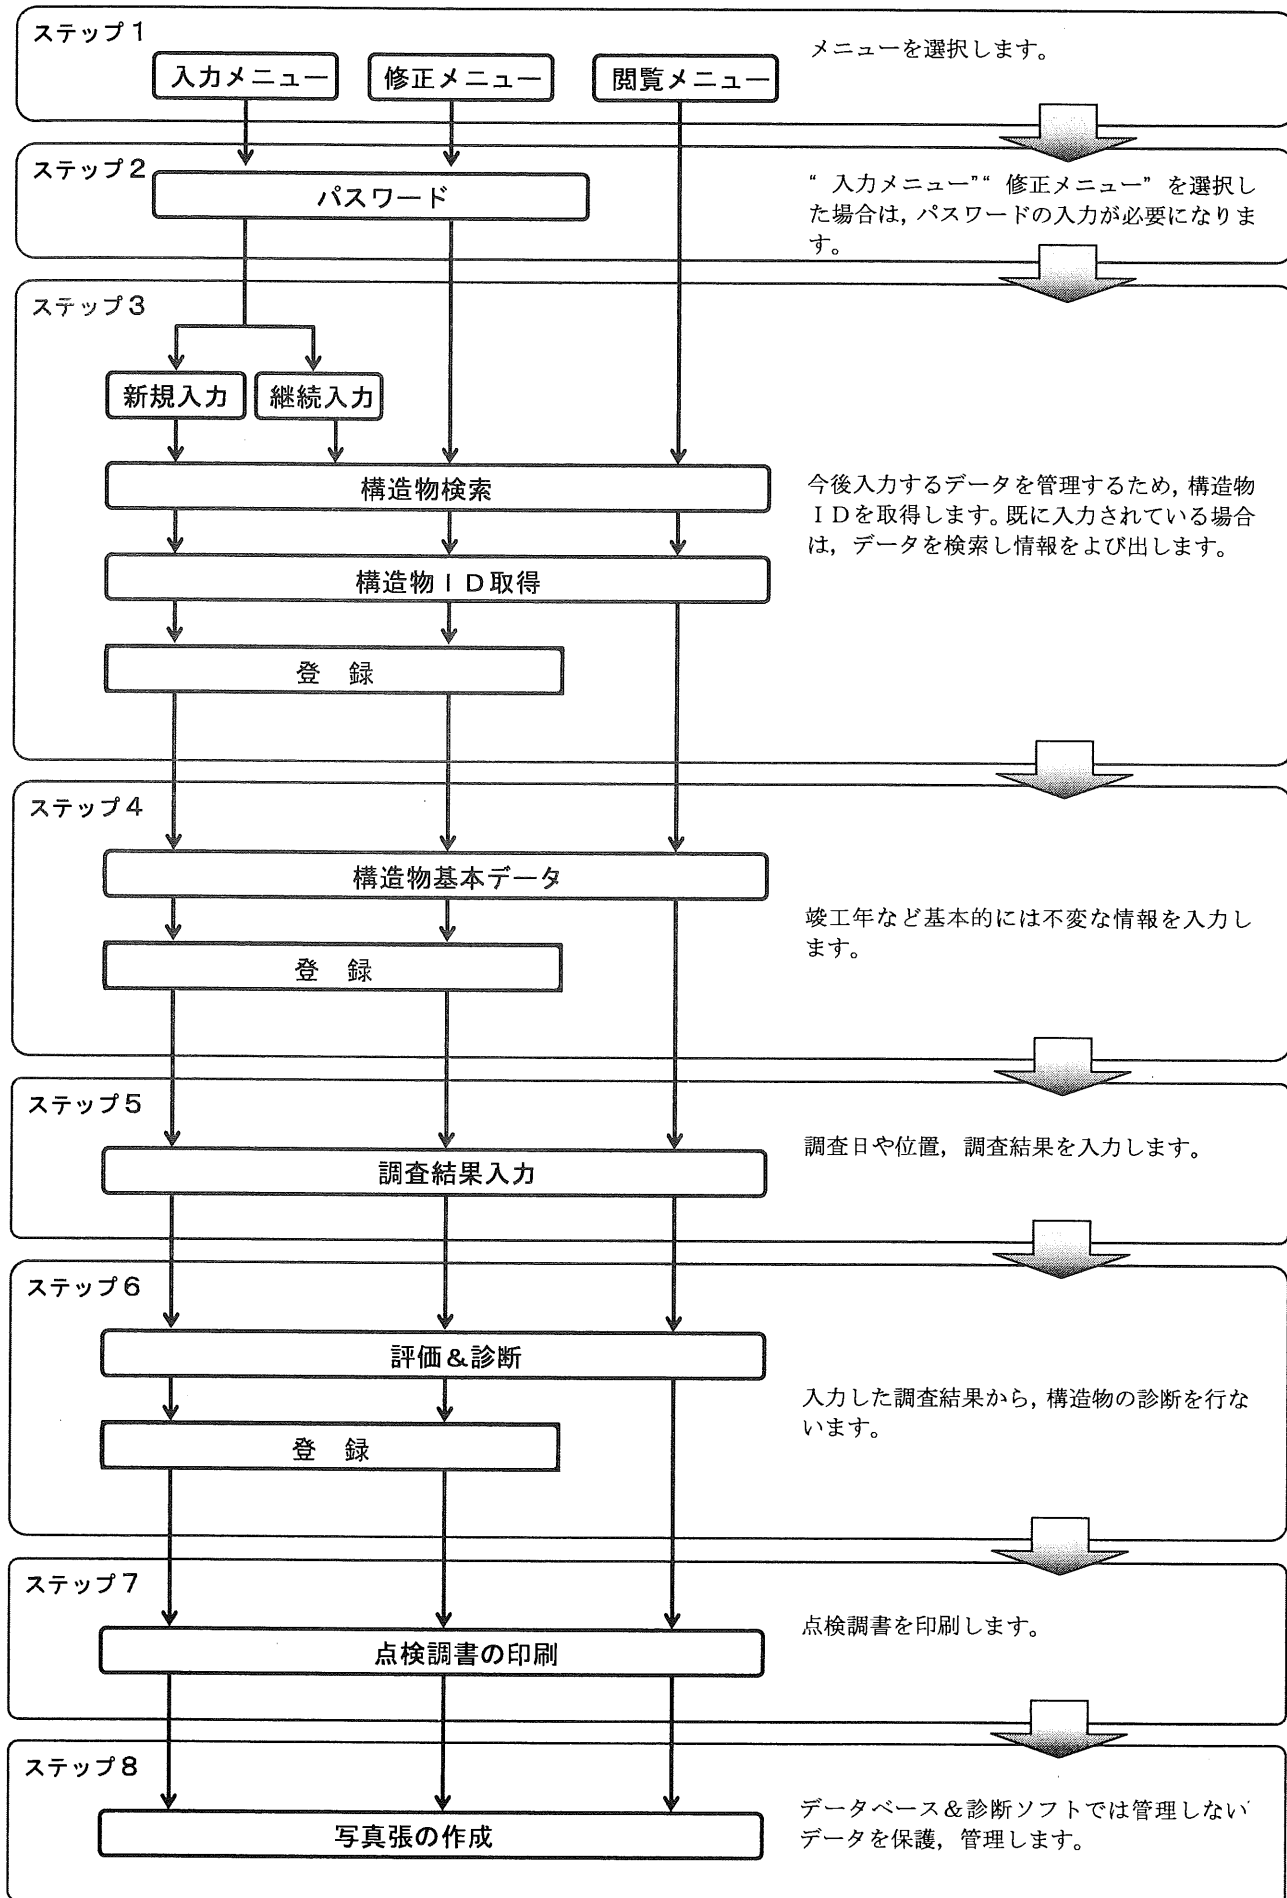 ステップ1
入力メニュー 修正メニュー 閲覧メニュー
メニューを選択します。
ステップ2
パスワード
“ 入力メニュー”“ 修正メニュー” を選択し
た場合は, パスワードの入力が必要になりま
す。
ステップ3
新規入力 継続入力
構造物検索
構造物ID取得
登 録
今後入力するデータを管理するため, 構造物
IDを取得します。既に入力されている場合
は, データを検索し情報をよび出します。
ステップ4
構造物基本データ
登 録
竣工年など基本的には不変な情報を入力し
ます。
ステップ5
調査結果入力
調査日や位置, 調査結果を入力します。
ステップ6
評価&診断
登 録
入力した調査結果から, 構造物の診断を行な
います。
ステップ7
点検調書の印刷
点検調書を印刷します。
ステップ8
写真張の作成
データベース&診断ソフトでは管理しない
データを保護, 管理します。